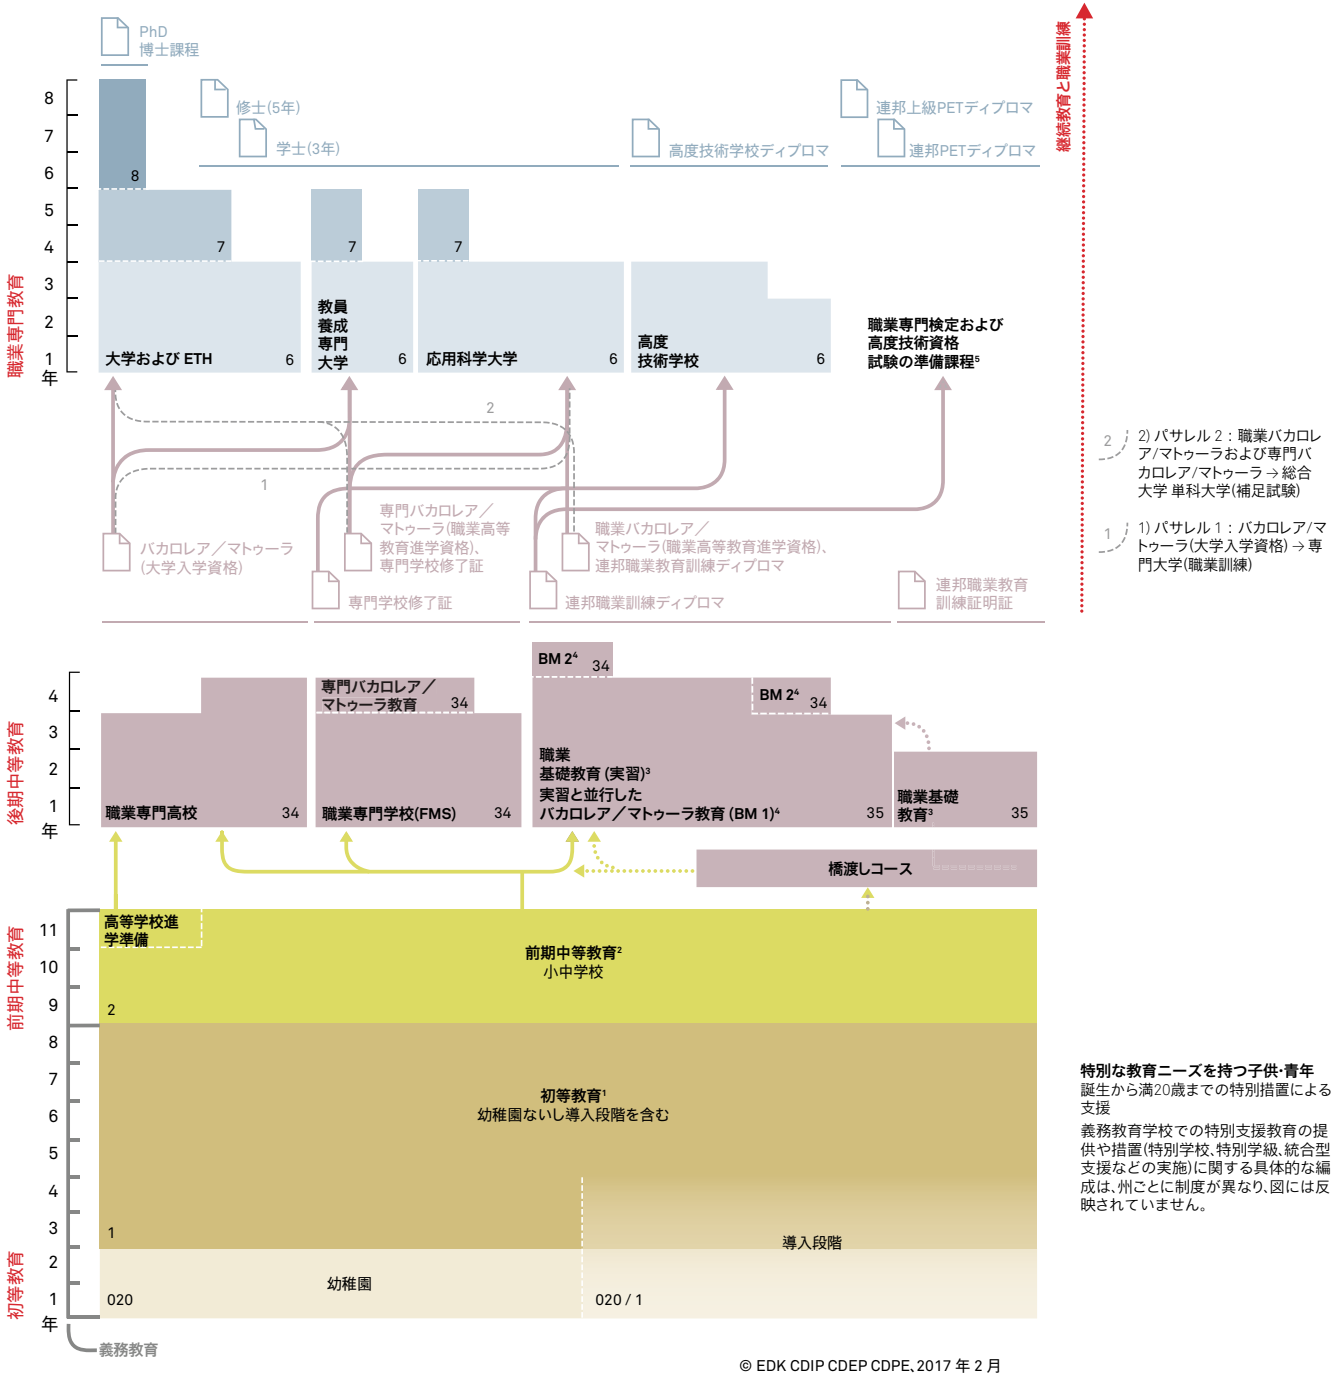 PhD
博士課程
修士(5年)
学士(3年)
高度技術学校ディプロマ
連邦上級PETディプロマ
連邦PETディプロマ
継続教育と職業訓練
職業専門教育
8
7
6
5
4
3
2
1
年
8
7
7
7
大学および ETH
6
教員
養成
専門
大学
6
応用科学大学
6
高度
技術学校
6
職業専門検定および
高度技術資格
試験の準備課程⁵
2
1
2
2) パサレル 2：職業バカロレ
ア/マトゥーラおよび専門バ
カロレア/マトゥーラ → 総合
大学 単科大学(補足試験)
1
1) パサレル 1：バカロレア/マ
トゥーラ(大学入学資格) → 専
門大学(職業訓練)
バカロレア／マトゥーラ
(大学入学資格)
専門バカロレア／
マトゥーラ(職業高等
教育進学資格)、
専門学校修了証
職業バカロレア／
マトゥーラ(職業高等教育進学資格)、
連邦職業教育訓練ディプロマ
専門学校修了証
連邦職業訓練ディプロマ
連邦職業教育
訓練証明証
後期中等教育
4
3
2
1
年
職業専門高校
34
専門バカロレア／
マトゥーラ教育
34
職業専門学校(FMS)
34
BM 2⁴
34
BM 2⁴
34
職業
基礎教育 (実習)³
実習と並行した
バカロレア／マトゥーラ教育 (BM 1)⁴
35
職業基礎
教育³
35
橋渡しコース
前期中等教育
11
10
9
高等学校進
学準備
前期中等教育²
小中学校
2
8
7
6
5
4
3
2
1
年
初等教育
初等教育¹
幼稚園ないし導入段階を含む
1
導入段階
幼稚園
020
020 / 1
義務教育
特別な教育ニーズを持つ子供・青年
誕生から満20歳までの特別措置による
支援
義務教育学校での特別支援教育の提
供や措置(特別学校、特別学級、統合型
支援などの実施)に関する具体的な編
成は、州ごとに制度が異なり、図には反
映されていません。
© EDK CDIP CDEP CDPE、2017 年 2 月